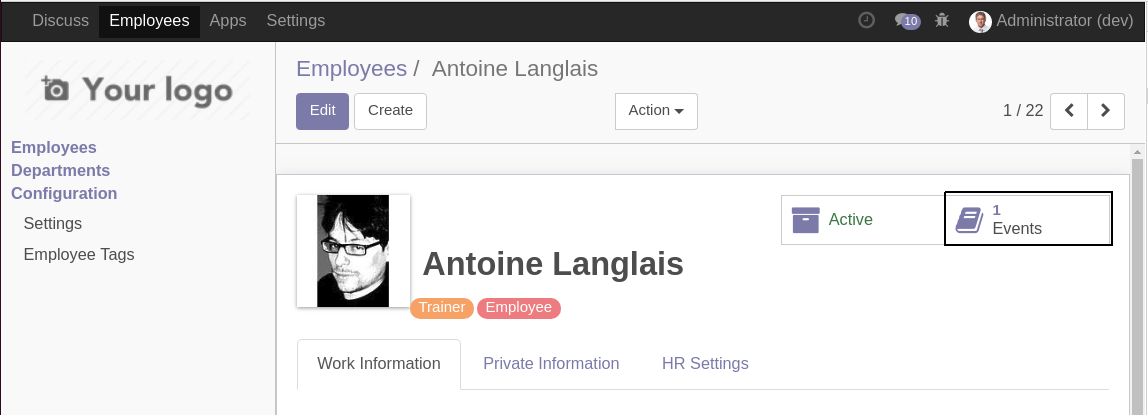 Discuss Employees Apps Settings 10 Administrator (dev)
Your logo
Employees / Antoine Langlais
Edit Create Action 1 / 22
Employees
Departments
Configuration
Settings
Employee Tags
Active
1
Events
Antoine Langlais
Trainer Employee
Work Information Private Information HR Settings